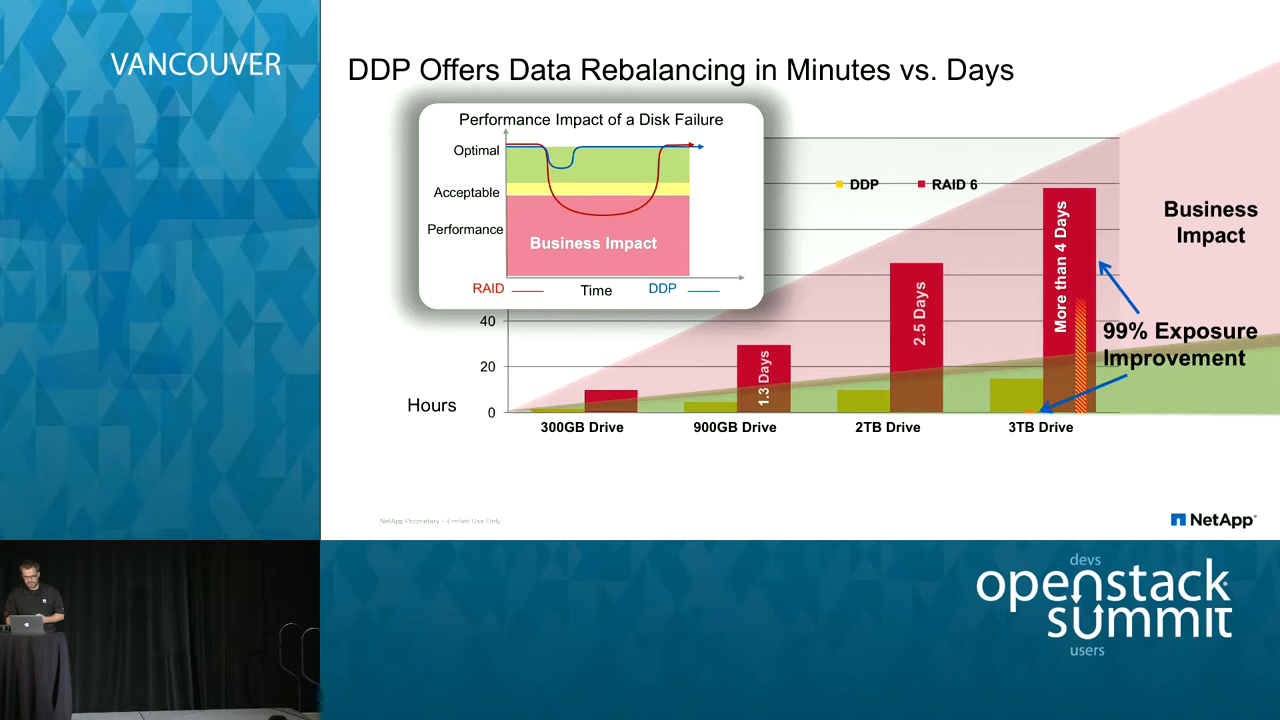 VANCOUVER
DDP Offers Data Rebalancing in Minutes vs. Days
Performance Impact of a Disk Failure
Optimal
Acceptable
Performance
Business Impact
RAID
Time
DDP
DDP
RAID 6
Business
Impact
99% Exposure
Improvement
1.3 Days
2.5 Days
More than 4 Days
40
20
0
Hours
300GB Drive
900GB Drive
2TB Drive
3TB Drive
NetApp Proprietary – Limited Use Only
NetApp
devs
openstack
summit
users